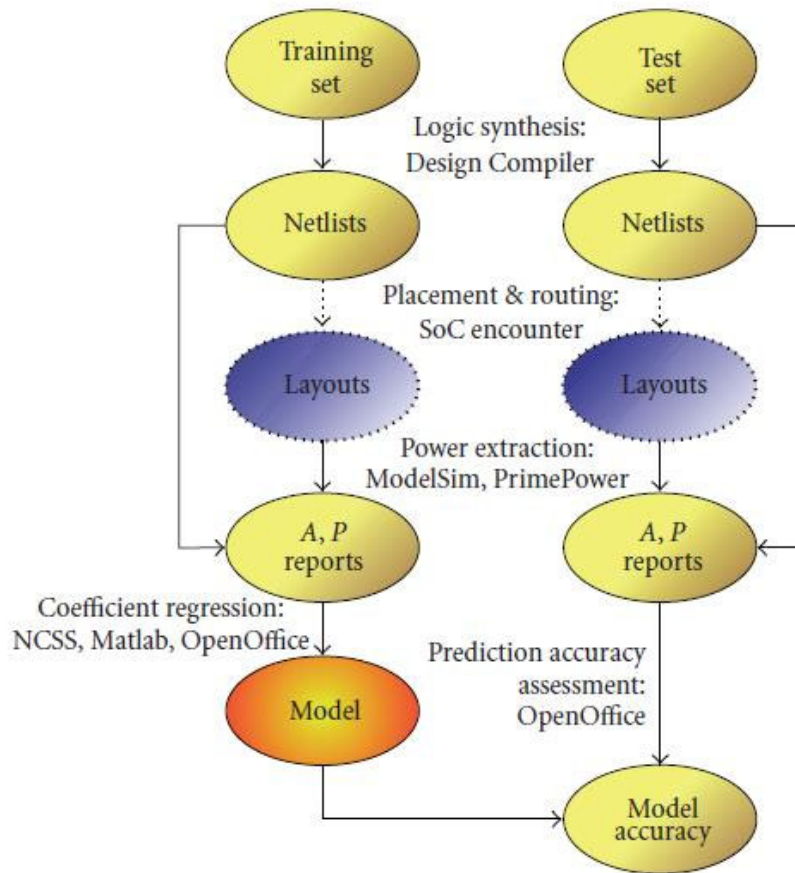 Training
set
Test
set
Logic synthesis:
Design Compiler
Netlists
Netlists
Placement & routing:
SoC encounter
Layouts
Layouts
Power extraction:
ModelSim, PrimePower
A, P
reports
A, P
reports
Coefficient regression:
NCSS, Matlab, OpenOffice
Prediction accuracy
assessment:
OpenOffice
Model
Model
accuracy